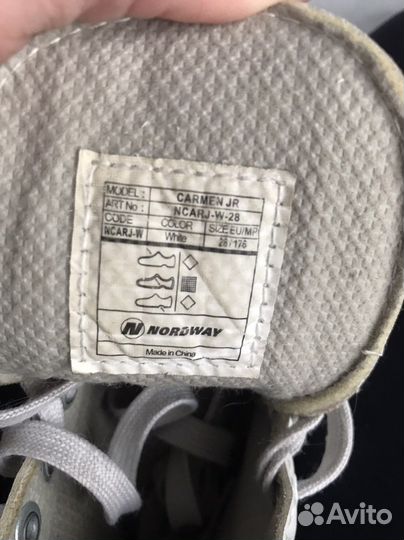 MODEL: CARMEN JR
ART No: NCARJ-W-28
CODE COLOR SIZE EU/MP
NCARJ-W White 28/175
NORDWAY
Made in China
Avito